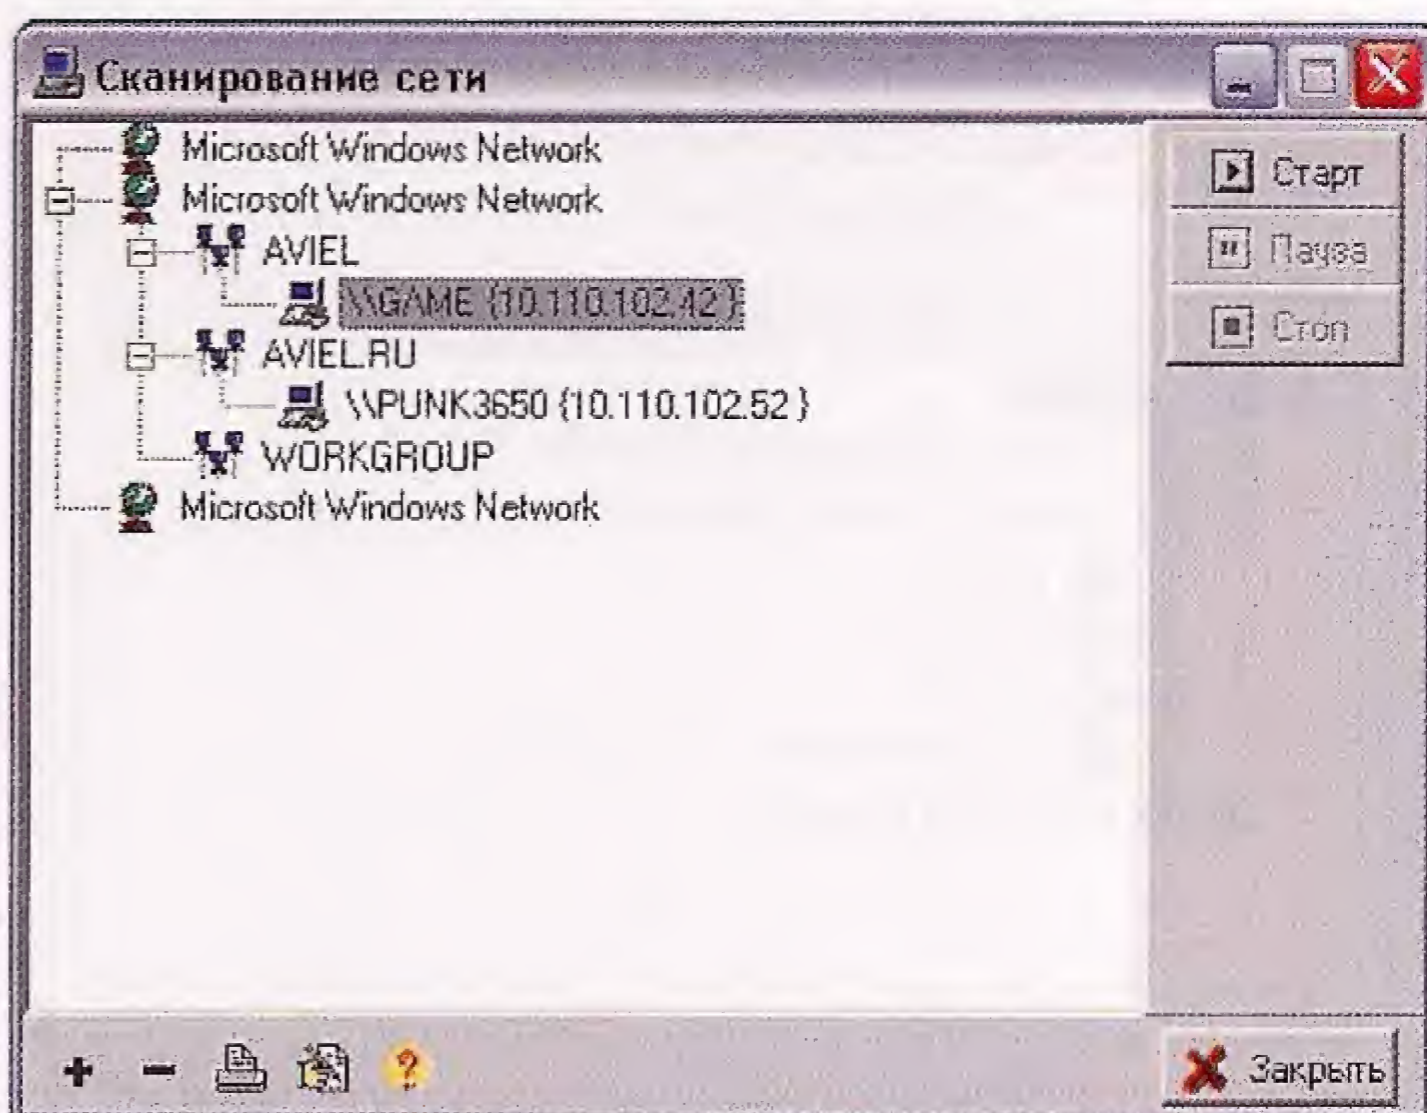 Сканирование сети
Microsoft Windows Network
Microsoft Windows Network
AVIEL
\\GAME {10.110.102.42 }
AVIEL.RU
\\PUNK3650 {10.110.102.52 }
WORKGROUP
Microsoft Windows Network
Старт
Пауза
Стоп
Закрыть